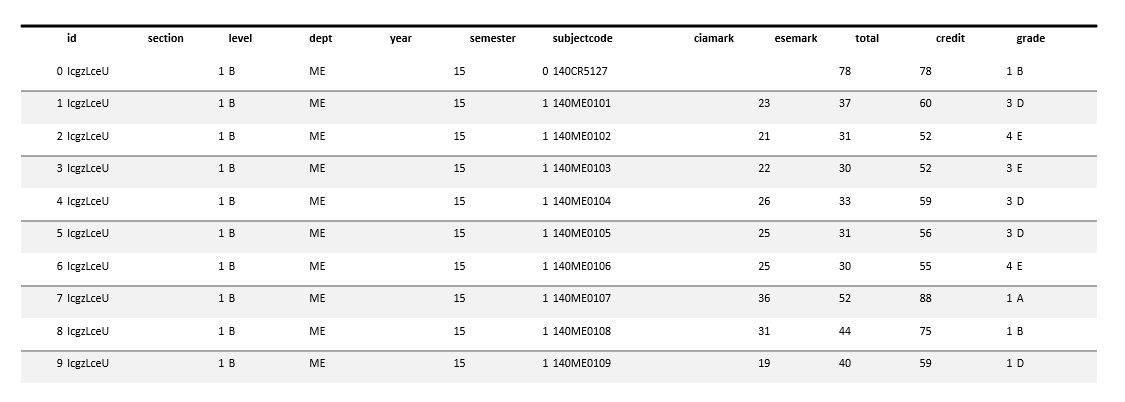 id section level dept year semester subjectcode ciamark esemark total credit grade
0 IcgzLceU 1 B ME 15 0 140CR5127 78 78 1 B
1 IcgzLceU 1 B ME 15 1 140ME0101 23 37 60 3 D
2 IcgzLceU 1 B ME 15 1 140ME0102 21 31 52 4 E
3 IcgzLceU 1 B ME 15 1 140ME0103 22 30 52 3 E
4 IcgzLceU 1 B ME 15 1 140ME0104 26 33 59 3 D
5 IcgzLceU 1 B ME 15 1 140ME0105 25 31 56 3 D
6 IcgzLceU 1 B ME 15 1 140ME0106 25 30 55 4 E
7 IcgzLceU 1 B ME 15 1 140ME0107 36 52 88 1 A
8 IcgzLceU 1 B ME 15 1 140ME0108 31 44 75 1 B
9 IcgzLceU 1 B ME 15 1 140ME0109 19 40 59 1 D